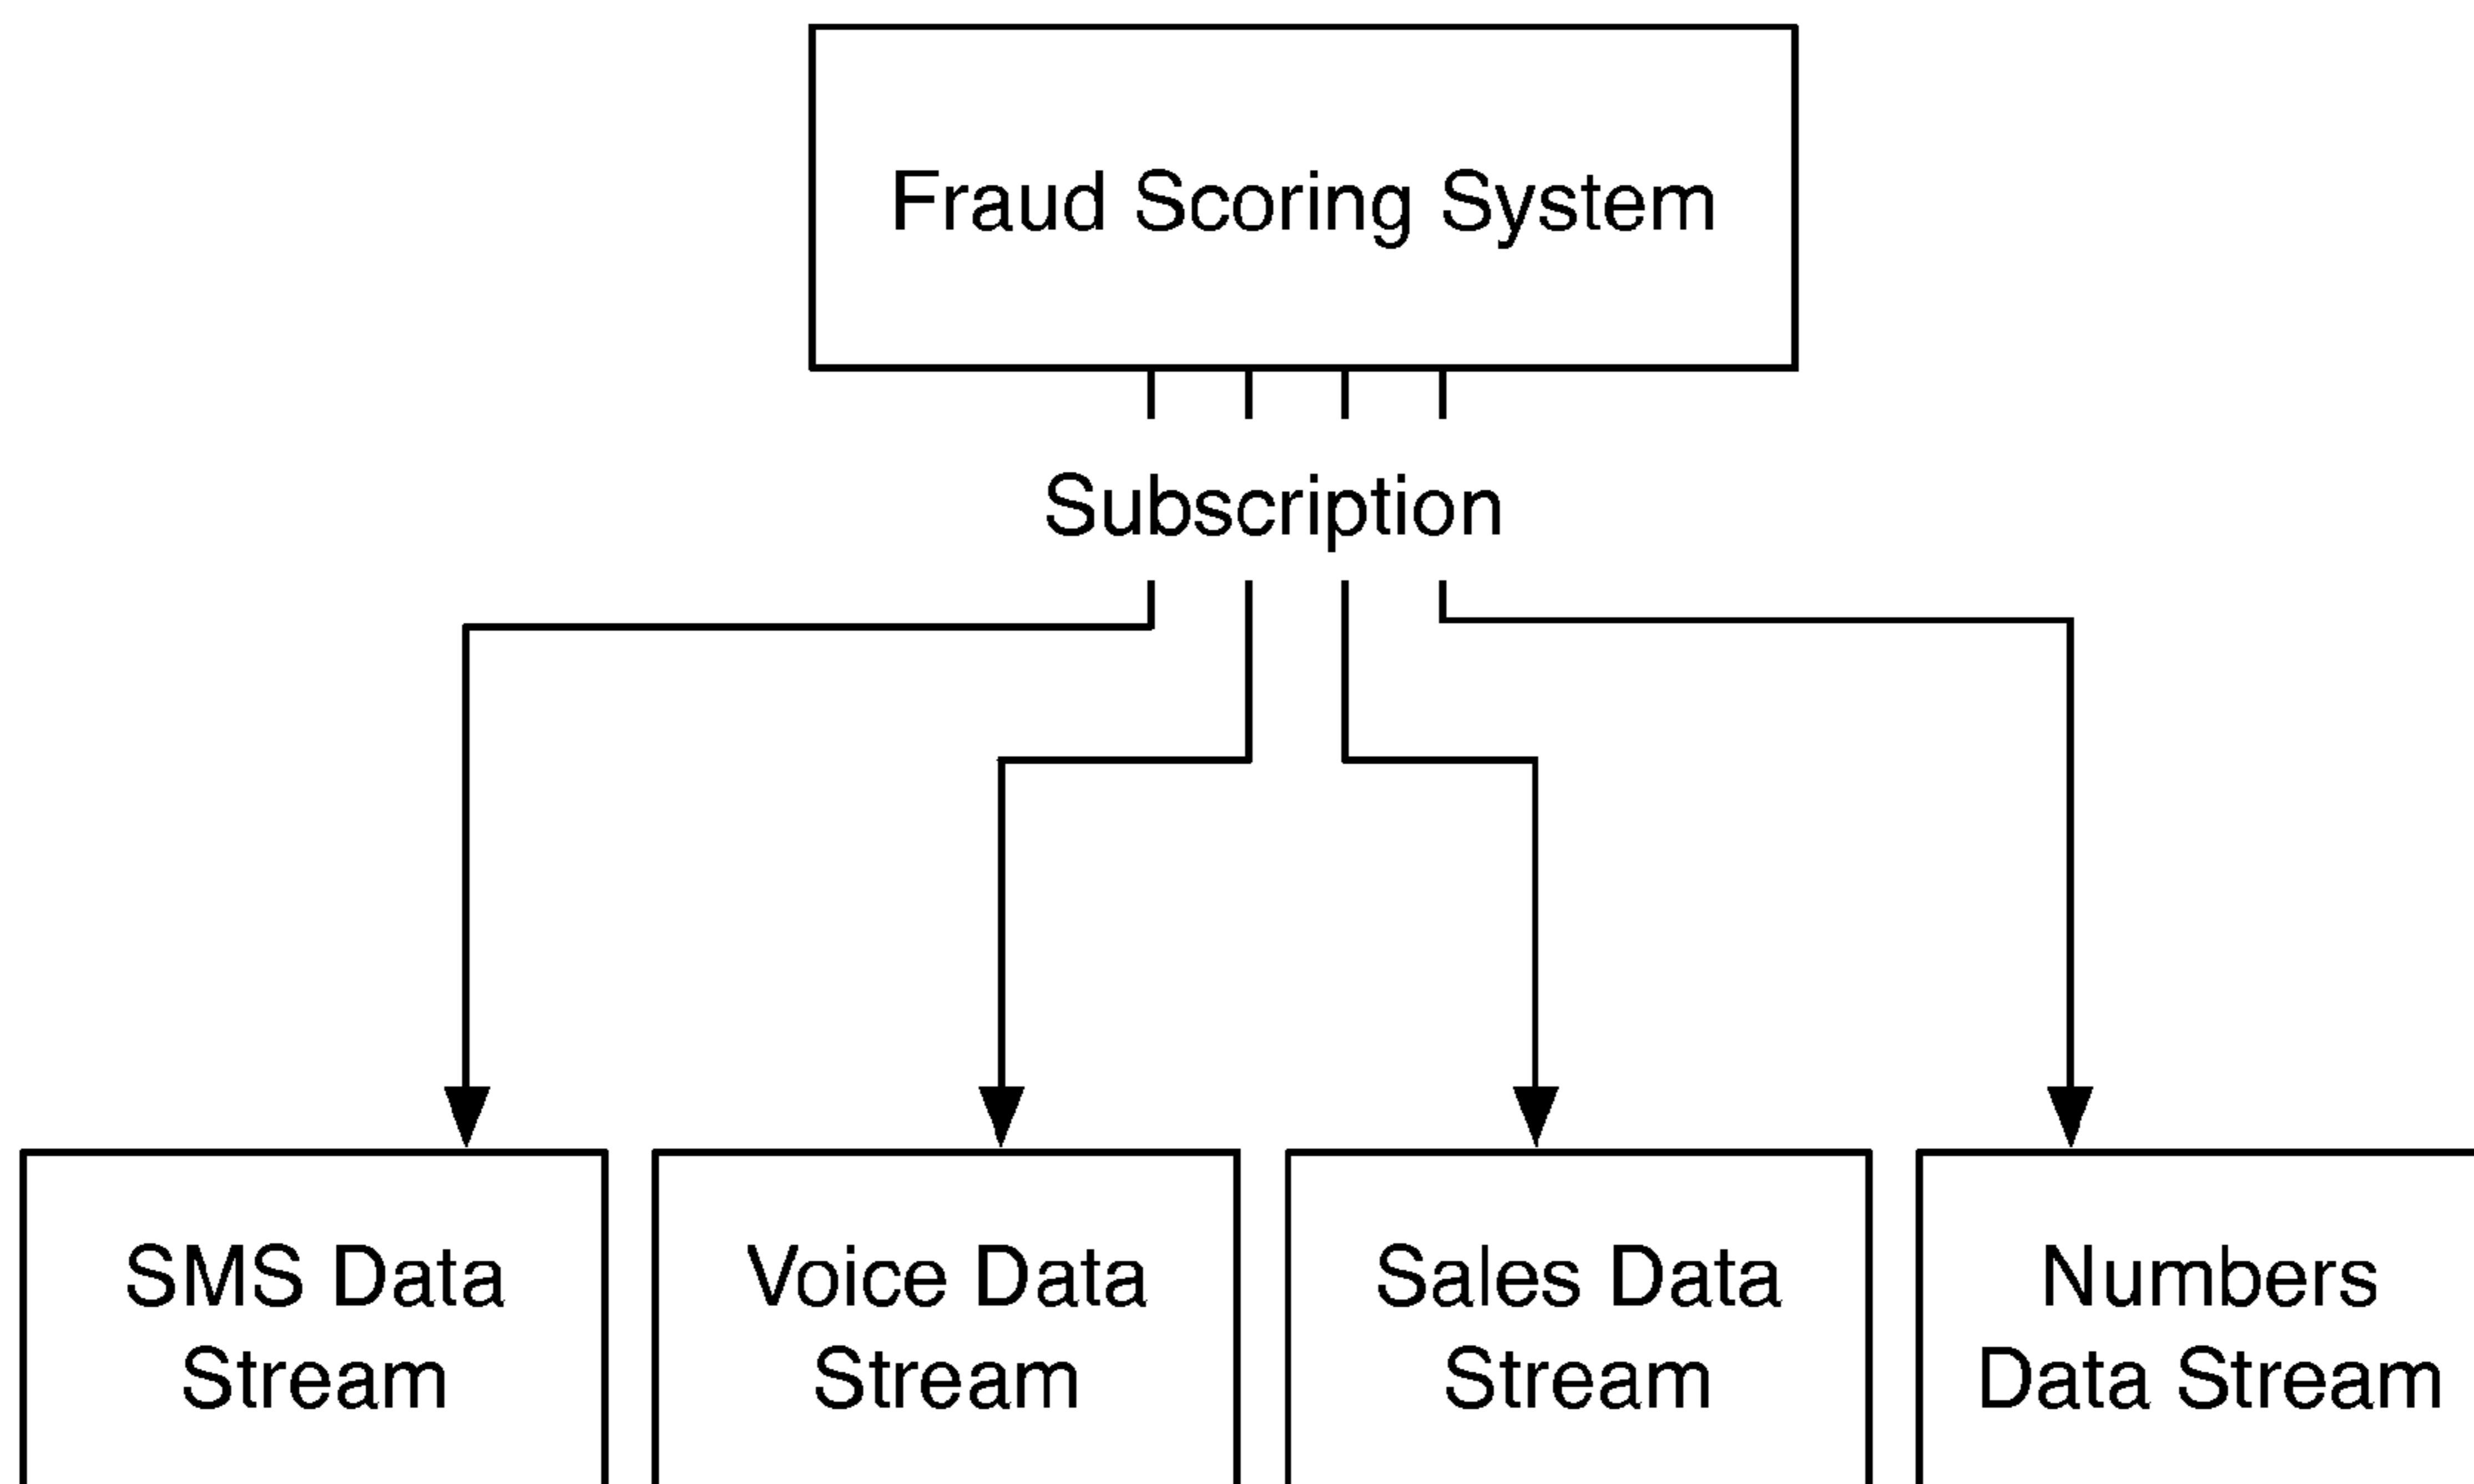 Fraud Scoring System
Subscription
SMS Data
Stream
Voice Data
Stream
Sales Data
Stream
Numbers
Data Stream